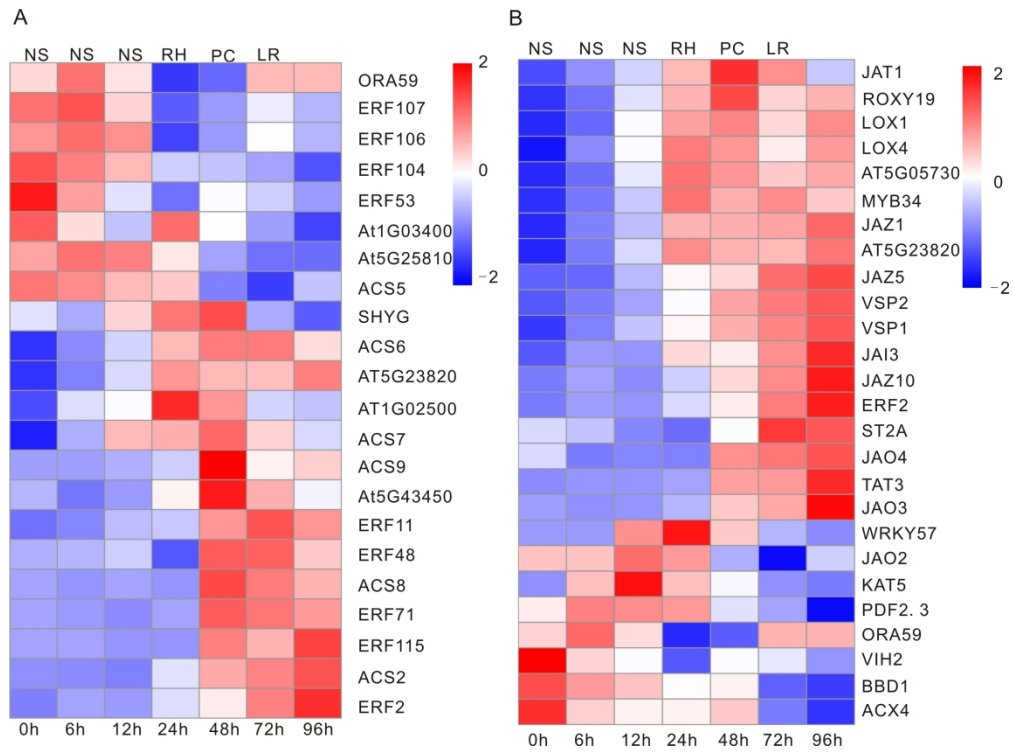 A
NS NS NS RH PC LR
ORA59
ERF107
ERF106
ERF104
ERF53
At1G03400
At5G25810
ACS5
SHYG
ACS6
AT5G23820
AT1G02500
ACS7
ACS9
At5G43450
ERF11
ERF48
ACS8
ERF71
ERF115
ACS2
ERF2
0h 6h 12h 24h 48h 72h 96h
2
0
-2
B
NS NS NS RH PC LR
JAT1
ROXY19
LOX1
LOX4
AT5G05730
MYB34
JAZ1
AT5G23820
JAZ5
VSP2
VSP1
JAI3
JAZ10
ERF2
ST2A
JAO4
TAT3
JAO3
WRKY57
JAO2
KAT5
PDF2.3
ORA59
VIH2
BBD1
ACX4
0h 6h 12h 24h 48h 72h 96h
2
0
-2